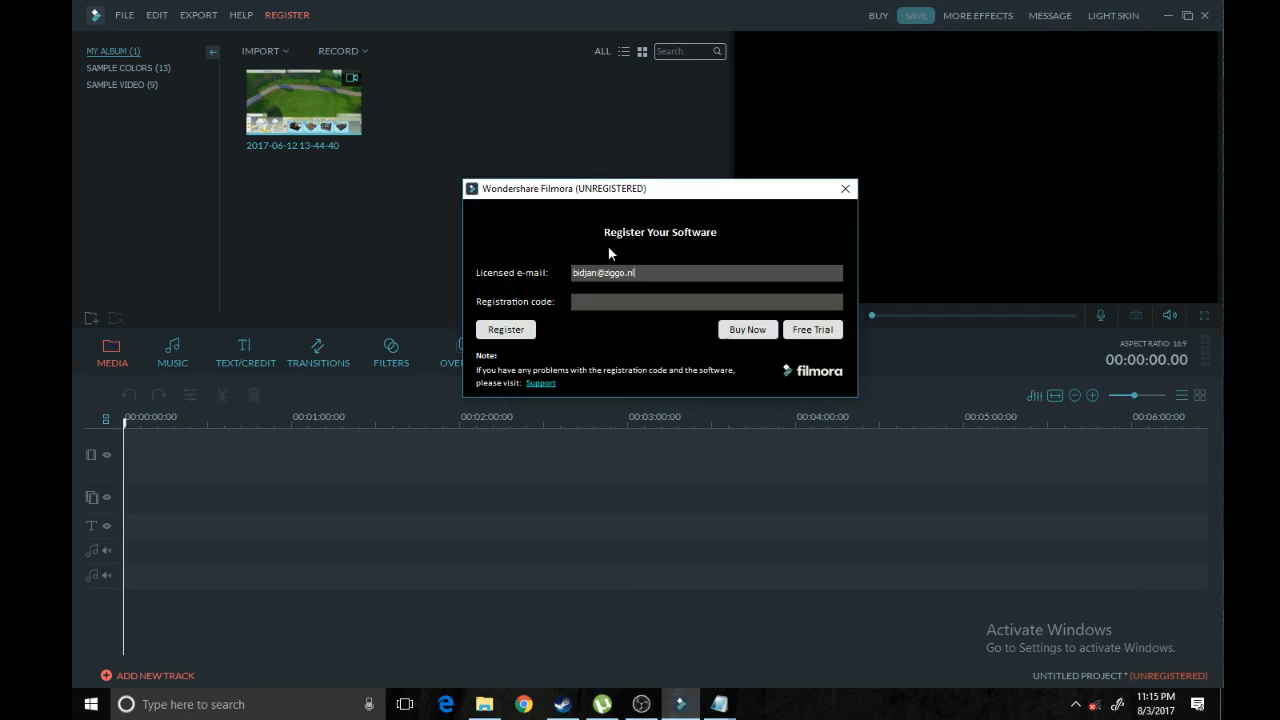 FILE EDIT EXPORT HELP REGISTER BUY SAVE MORE EFFECTS MESSAGE LIGHT SKIN
MY ALBUM (1) IMPORT RECORD ALL Search
SAMPLE COLORS (13)
SAMPLE VIDEO (9)
2017-06-12 13-44-40
Wondershare Filmora (UNREGISTERED)
Register Your Software
Licensed e-mail: bidjan@ziggo.nl
Registration code:
Register Buy Now Free Trial
Note:
If you have any problems with the registration code and the software,
please visit: Support
filmora
MEDIA MUSIC TEXT/CREDIT TRANSITIONS FILTERS OVE
ASPECT RATIO: 16:9
00:00:00.00
00:00:00:00 00:01:00:00 00:02:00:00 00:03:00:00 00:04:00:00 00:05:00:00 00:06:00:00
Activate Windows
Go to Settings to activate Windows.
ADD NEW TRACK UNTITLED PROJECT * (UNREGISTERED)
Type here to search
11:15 PM
8/3/2017